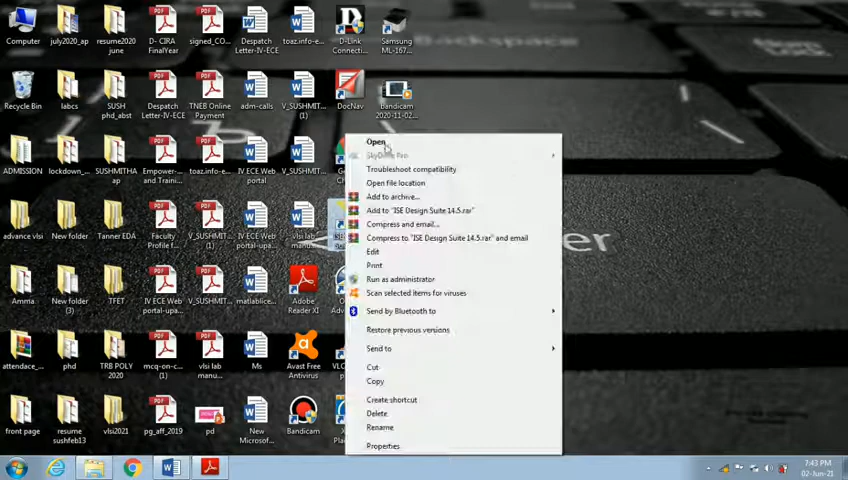 Computer
july2020_ap
resume2020
june
D- CIRA
FinalYear
signed_CO...
Despatch
Letter-IV-ECE
toaz.info-e...
D-Link
Connecti...
Samsung
ML-167...
Backspace
Recycle Bin
labcs
SUSH
phd_abst
Despatch
Letter-IV-ECE
TNEB Online
Payment
adm-calls
V_SUSHMIT...
(1)
DocNav
Bandicam
2020-11-02...
ADMISSION
lockdown_...
SUSHMITHA
ap
Empower-
and Traini...
toaz.info-e...
IV ECE Web
portal
V_SUSHMIT...
advance vlsi
New folder
Tanner EDA
Faculty
Profile f...
V_SUSHMIT...
(1)
IV ECE Web
portal-upa...
vlsi lab
manu...
Amma
New folder
(3)
TFET
IV ECE Web
portal-upa...
V_SUSHMIT...
matlablice...
Adobe
Reader XI
attendace_...
phd
TRB POLY
2020
mcq-on-c...
(1)
vlsi lab
manu...
Ms
Avast Free
Antivirus
front page
resume
sushfeb13
vlsi2021
pg_aff_2019
pd
New
Microsof...
Bandicam
Open
SkyDrive Pro
Troubleshoot compatibility
Open file location
Add to archive...
Add to "ISE Design Suite 14.5.rar"
Compress and email...
Compress to "ISE Design Suite 14.5.rar" and email
Edit
Print
Run as administrator
Scan selected items for viruses
Send by Bluetooth to
Restore previous versions
Send to
Cut
Copy
Create shortcut
Delete
Rename
Properties
7:43 PM
02-Jun-21